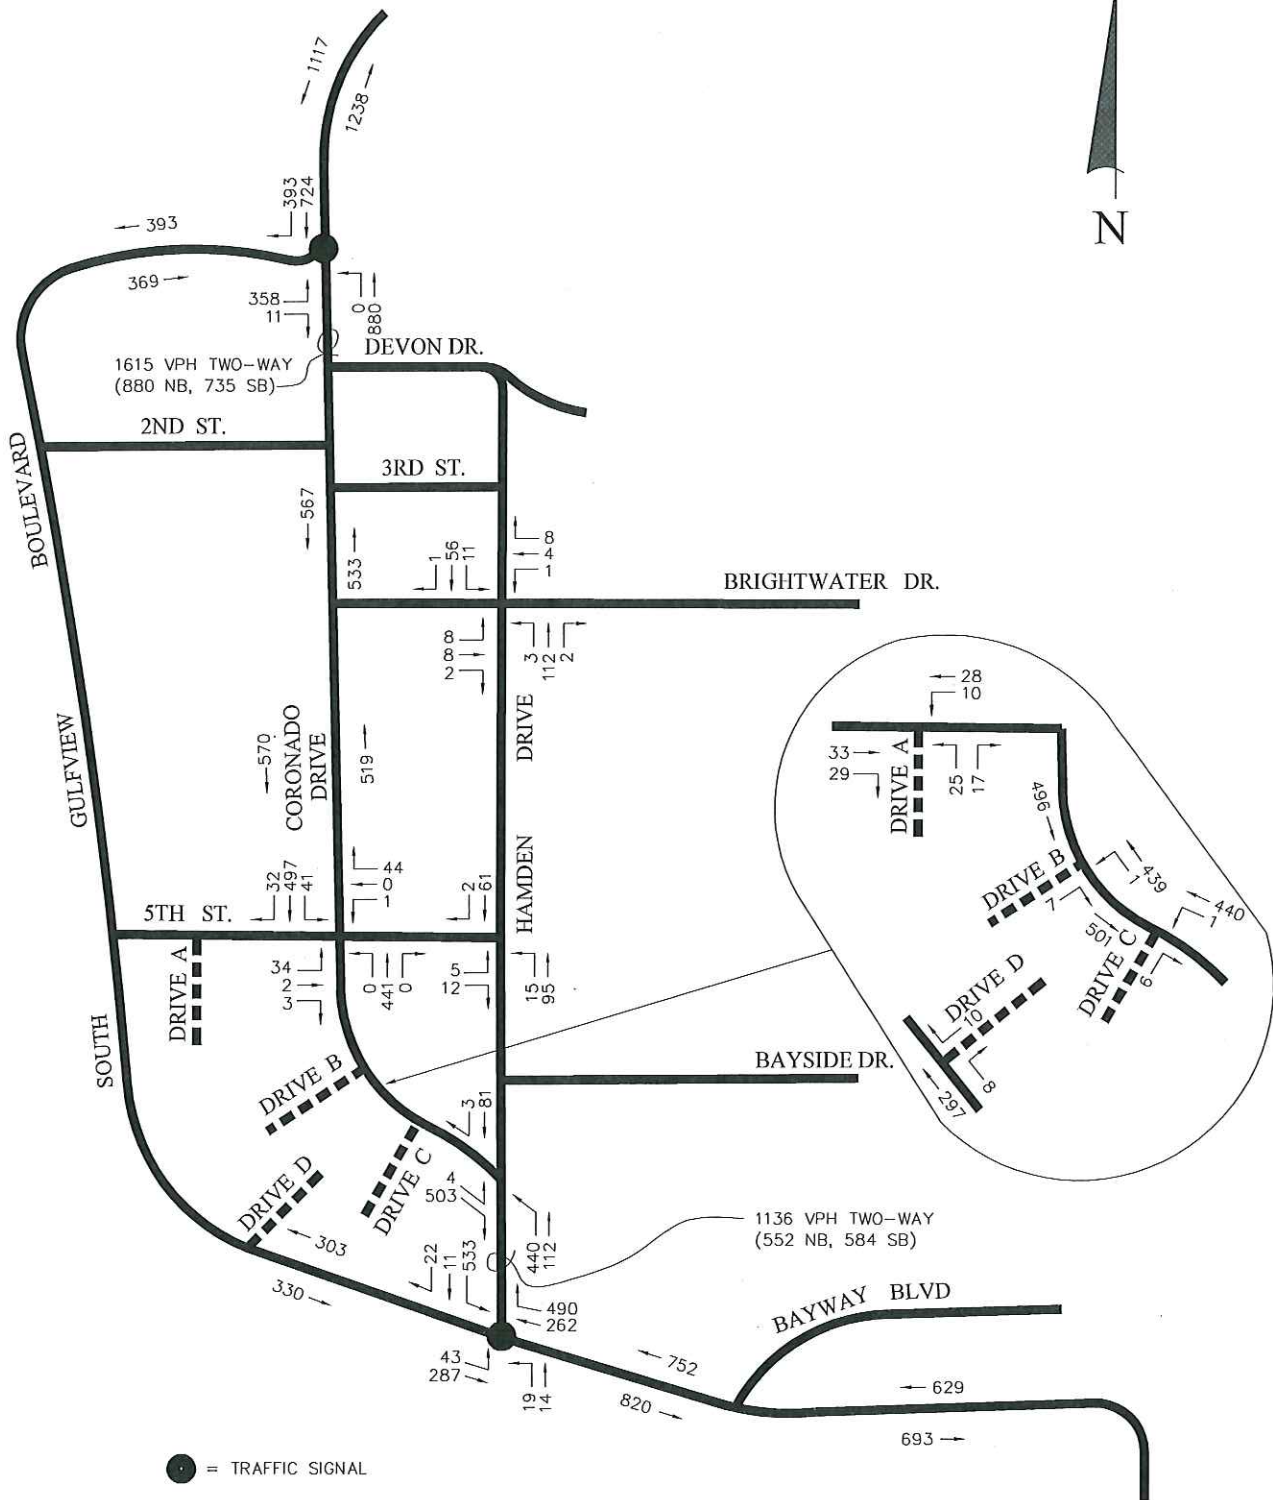 1117
1238
N
393
724
393
369
358
11
0
880
1615 VPH TWO-WAY
(880 NB, 735 SB)
DEVON DR.
2ND ST.
3RD ST.
BOULEVARD
567
533
1
56
11
8
4
1
BRIGHTWATER DR.
8
8
2
3
112
2
GULFVIEW
570
CORONADO
DRIVE
519
DRIVE
HAMDEN
28
10
33
29
DRIVE A
25
17
496
DRIVE B
7
1
439
501
440
1
DRIVE C
6
DRIVE D
10
8
297
32
497
41
44
0
1
2
61
5TH ST.
34
2
3
0
441
0
5
12
15
95
DRIVE A
SOUTH
DRIVE B
BAYSIDE DR.
3
81
DRIVE C
DRIVE D
4
503
440
112
1136 VPH TWO-WAY
(552 NB, 584 SB)
303
330
22
11
533
490
262
43
287
19
14
BAYWAY BLVD
752
820
629
693
= TRAFFIC SIGNAL